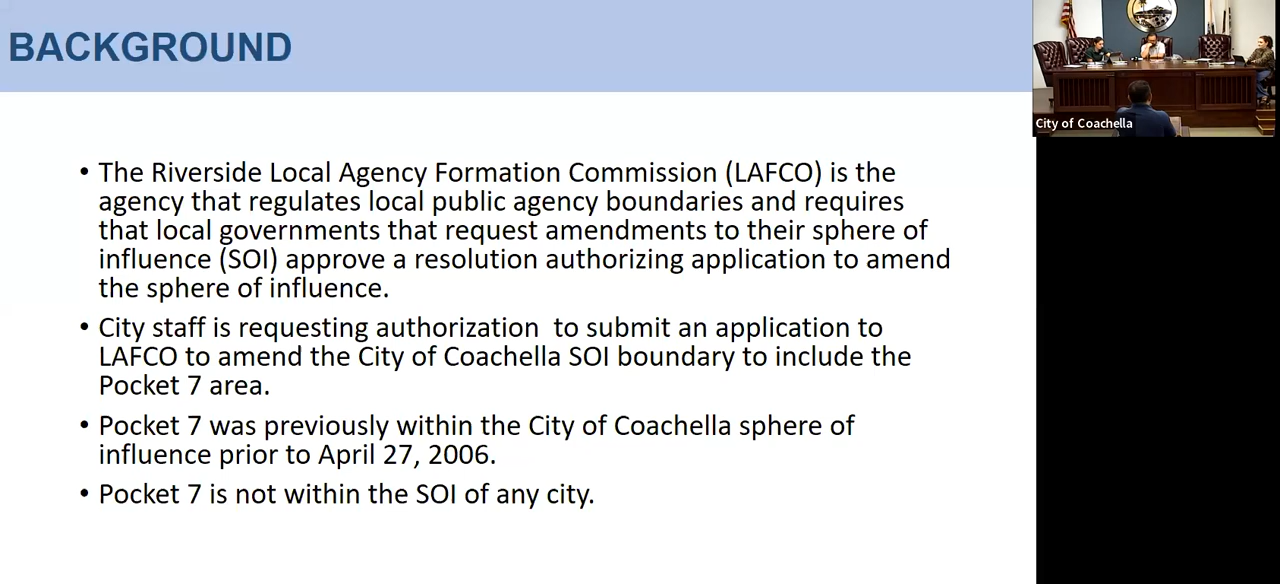 BACKGROUND
City of Coachella
• The Riverside Local Agency Formation Commission (LAFCO) is the
agency that regulates local public agency boundaries and requires
that local governments that request amendments to their sphere of
influence (SOI) approve a resolution authorizing application to amend
the sphere of influence.
• City staff is requesting authorization  to submit an application to
LAFCO to amend the City of Coachella SOI boundary to include the
Pocket 7 area.
• Pocket 7 was previously within the City of Coachella sphere of
influence prior to April 27, 2006.
• Pocket 7 is not within the SOI of any city.